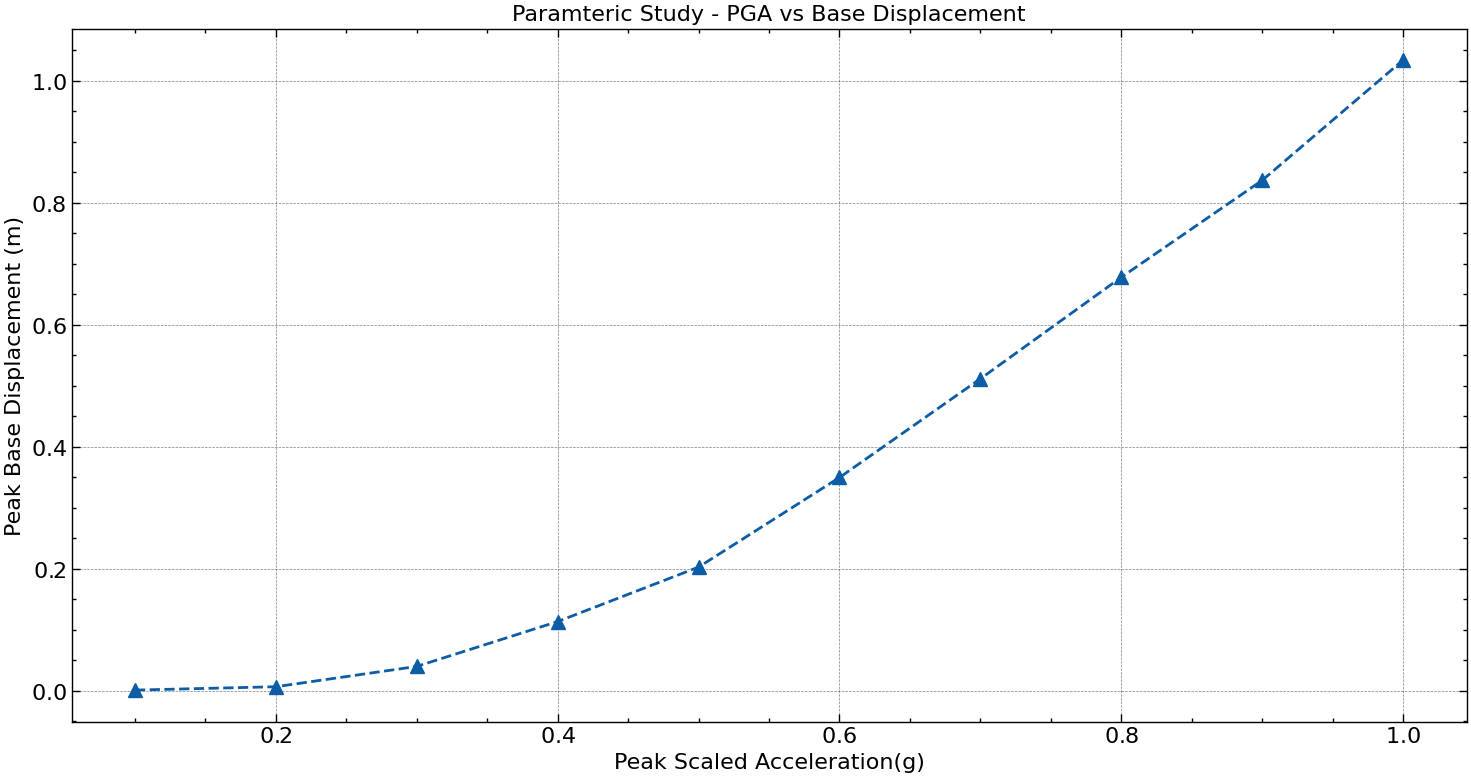 Paramteric Study - PGA vs Base Displacement
Peak Base Displacement (m)
1.0
0.8
0.6
0.4
0.2
0.0
0.2 0.4 0.6 0.8 1.0
Peak Scaled Acceleration(g)